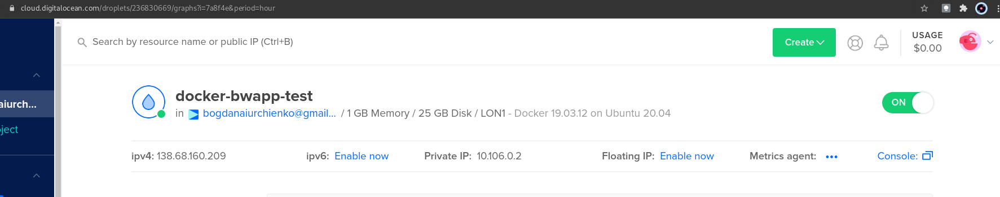 cloud.digitalocean.com/droplets/236830669/graphs?i=7a8f4e&period=hour
Search by resource name or public IP (Ctrl+B)
Create
USAGE
$0.00
aiurch...
ject
docker-bwapp-test
ON
in bogdanaiurchienko@gmail... / 1 GB Memory / 25 GB Disk / LON1 - Docker 19.03.12 on Ubuntu 20.04
ipv4: 138.68.160.209 ipv6: Enable now Private IP: 10.106.0.2 Floating IP: Enable now Metrics agent: ••• Console: